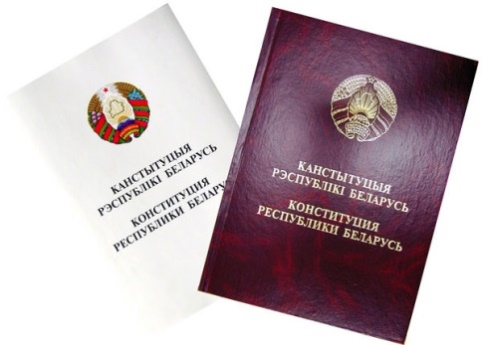 КАНСТЫТУЦЫЯ
РЭСПУБЛІКІ БЕЛАРУСЬ
КОНСТИТУЦИЯ
РЕСПУБЛИКИ
КАНСТЫТУЦЫЯ
РЭСПУБЛІКІ БЕЛАРУСЬ
КОНСТИТУЦИЯ
РЕСПУБЛИКИ БЕЛАРУСЬ